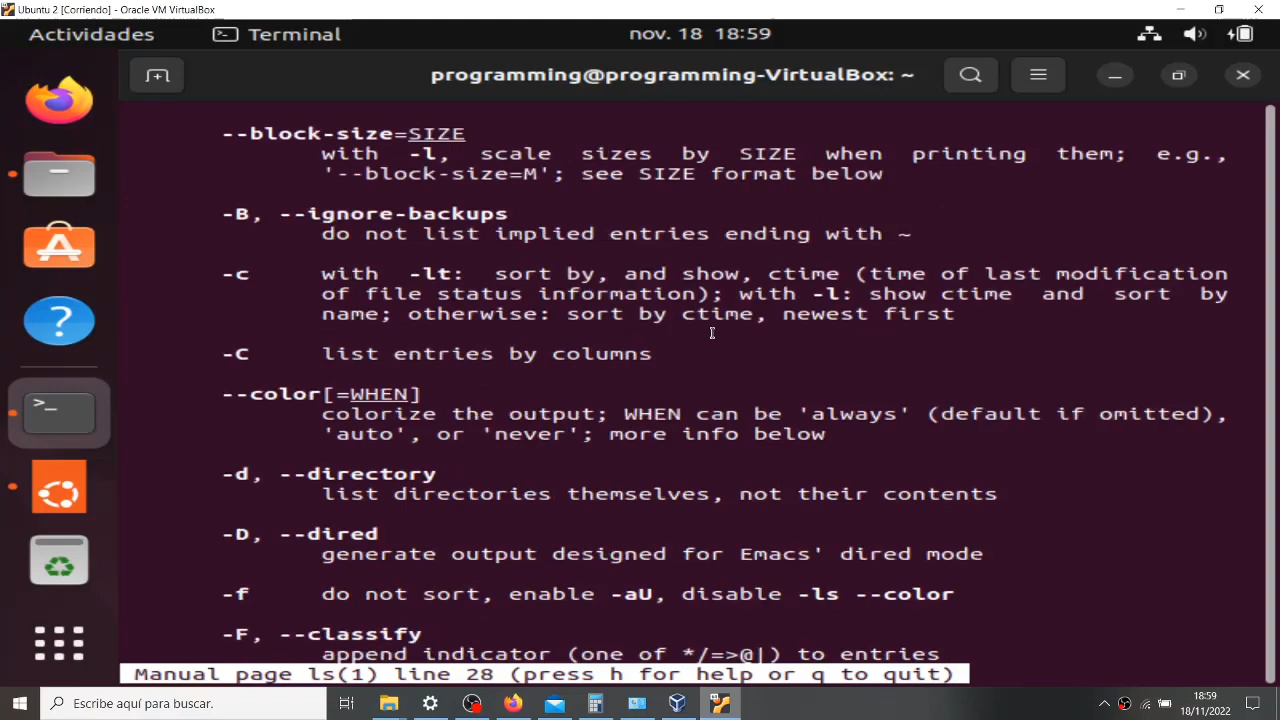 Ubuntu 2 [Corriendo] - Oracle VM VirtualBox
Actividades Terminal nov. 18 18:59
programming@programming-VirtualBox: ~
--block-size=SIZE
with -l, scale sizes by SIZE when printing them; e.g.,
'--block-size=M'; see SIZE format below
-B, --ignore-backups
do not list implied entries ending with ~
-c with -lt: sort by, and show, ctime (time of last modification
of file status information); with -l: show ctime and sort by
name; otherwise: sort by ctime, newest first
-C list entries by columns
--color[=WHEN]
colorize the output; WHEN can be 'always' (default if omitted),
'auto', or 'never'; more info below
-d, --directory
list directories themselves, not their contents
-D, --dired
generate output designed for Emacs' dired mode
-f do not sort, enable -aU, disable -ls --color
-F, --classify
append indicator (one of */=>@|) to entries
Manual page ls(1) line 28 (press h for help or q to quit)
Escribe aquí para buscar.
18:59
18/11/2022